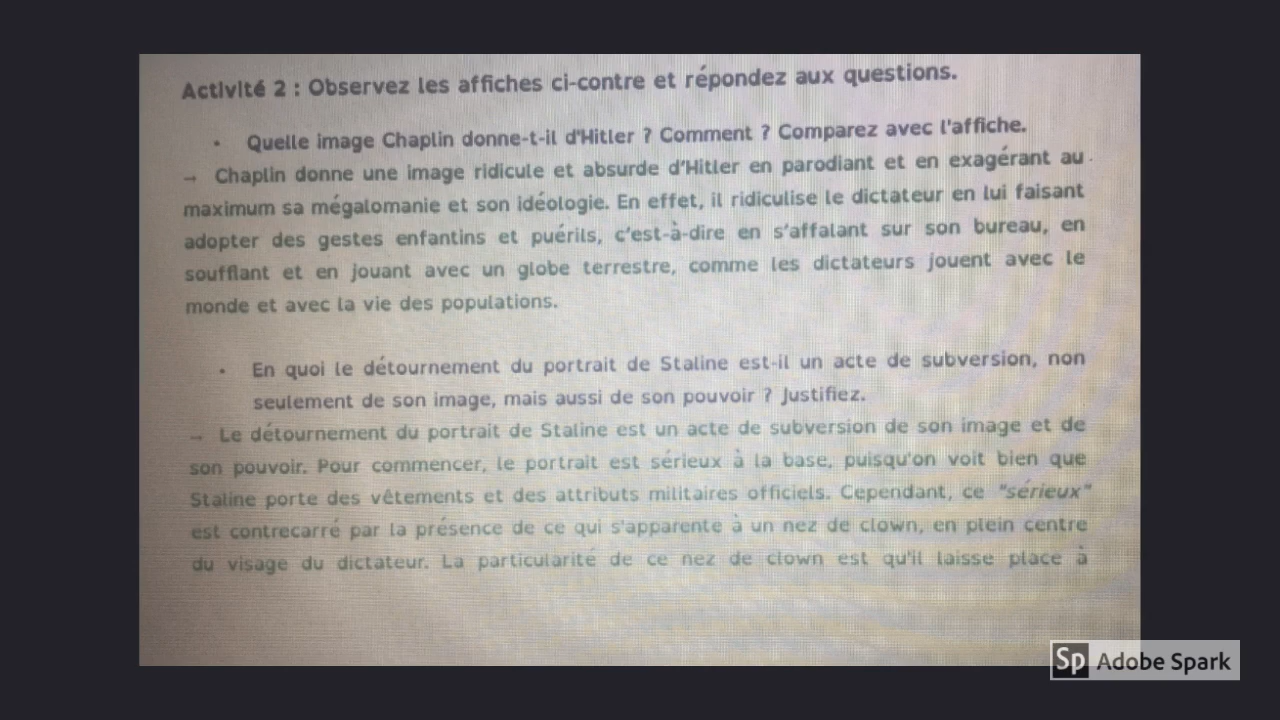 Activité 2 : Observez les affiches ci-contre et répondez aux questions.
• Quelle image Chaplin donne-t-il d'Hitler ? Comment ? Comparez avec l'affiche.
→ Chaplin donne une image ridicule et absurde d'Hitler en parodiant et en exagérant au
maximum sa mégalomanie et son idéologie. En effet, il ridiculise le dictateur en lui faisant
adopter des gestes enfantins et puérils, c'est-à-dire en s'affalant sur son bureau, en
soufflant et en jouant avec un globe terrestre, comme les dictateurs jouent avec le
monde et avec la vie des populations.
• En quoi le détournement du portrait de Staline est-il un acte de subversion, non
seulement de son image, mais aussi de son pouvoir ? Justifiez.
→ Le détournement du portrait de Staline est un acte de subversion de son image et de
son pouvoir. Pour commencer, le portrait est sérieux à la base, puisqu'on voit bien que
Staline porte des vêtements et des attributs militaires officiels. Cependant, ce "sérieux"
est contrecarré par la présence de ce qui s'apparente à un nez de clown, en plein centre
du visage du dictateur. La particularité de ce nez de clown est qu'il laisse place à
Sp Adobe Spark